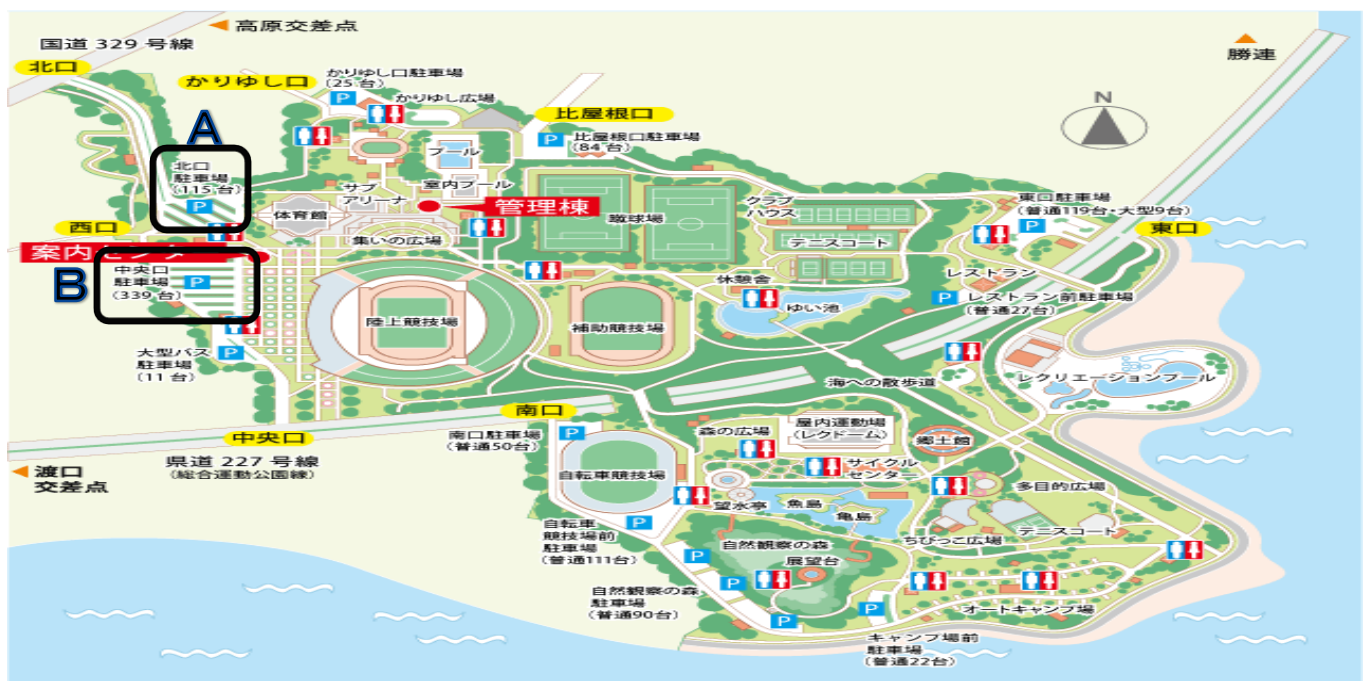 高原交差点
国道 329 号線
北口
かりゆし口
かりゆし口駐車場
(25 台)
かりゆし広場
勝連
N
A
比屋根口
比屋根口駐車場
(84 台)
プール
北口
駐車場
(115 台)
P
サブ
アリーナ
室内プール
管理棟
体育館
集いの広場
蹴球場
クラブ
ハウス
テニスコート
東口駐車場
(普通119台・大型9台)
東口
西口
案内センター
B
中央口
駐車場
(339 台)
P
休憩舎
ゆい池
レストラン
レストラン前駐車場
(普通27台)
陸上競技場
補助競技場
大型バス
駐車場
(11 台)
P
海への散歩道
レクリエーションプール
南口
中央口
南口駐車場
(普通50台)
県道 227 号線
(総合運動公園線)
渡口
交差点
森の広場
屋内運動場
(レクドーム)
郷土館
自転車競技場
サイクル
センター
望水亭
魚島
亀島
多目的広場
自転車
競技場前
駐車場
(普通111台)
自然観察の森
展望台
ちびっこ広場
テニスコート
自然観察の森
駐車場
(普通90台)
オートキャンプ場
キャンプ場前
駐車場
(普通22台)